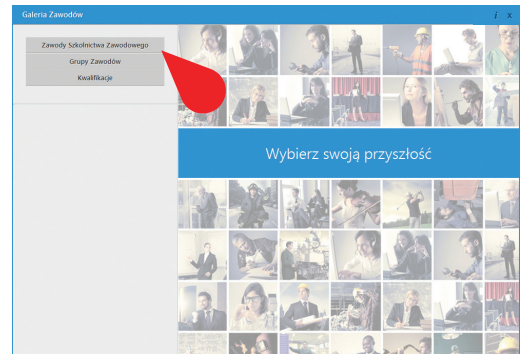 Galeria Zawodów
i x
Zawody Szkolnictwa Zawodowego
Grupy Zawodów
Kwalifikacje
Wybierz swoją przyszłość